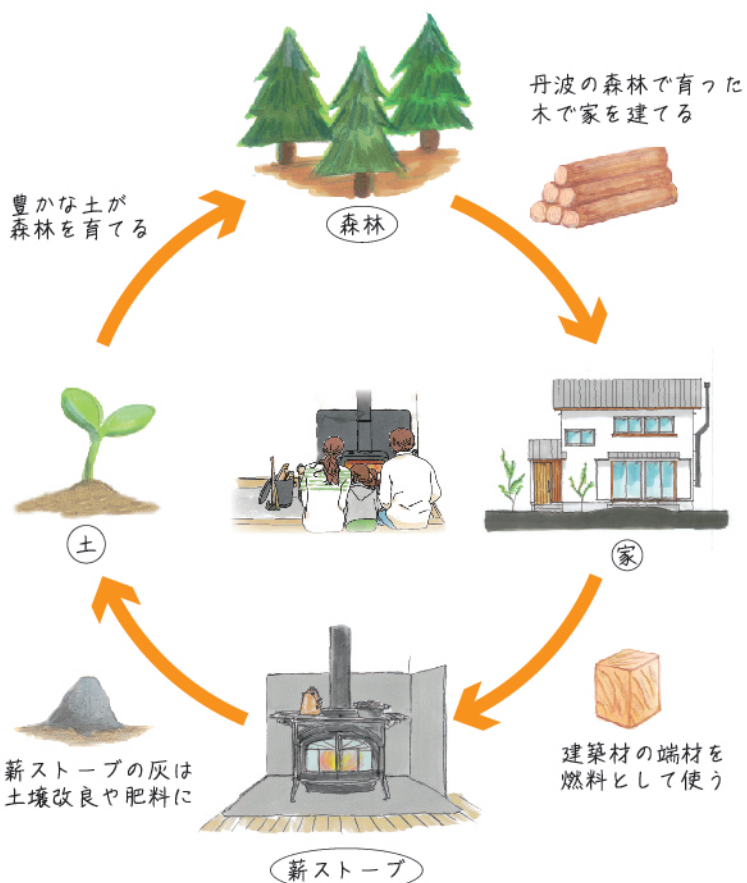 丹波の森林で育った
木で家を建てる
豊かな土が
森林を育てる
森林
土
家
建築材の端材を
燃料として使う
薪ストーブの灰は
土壌改良や肥料に
薪ストーブ